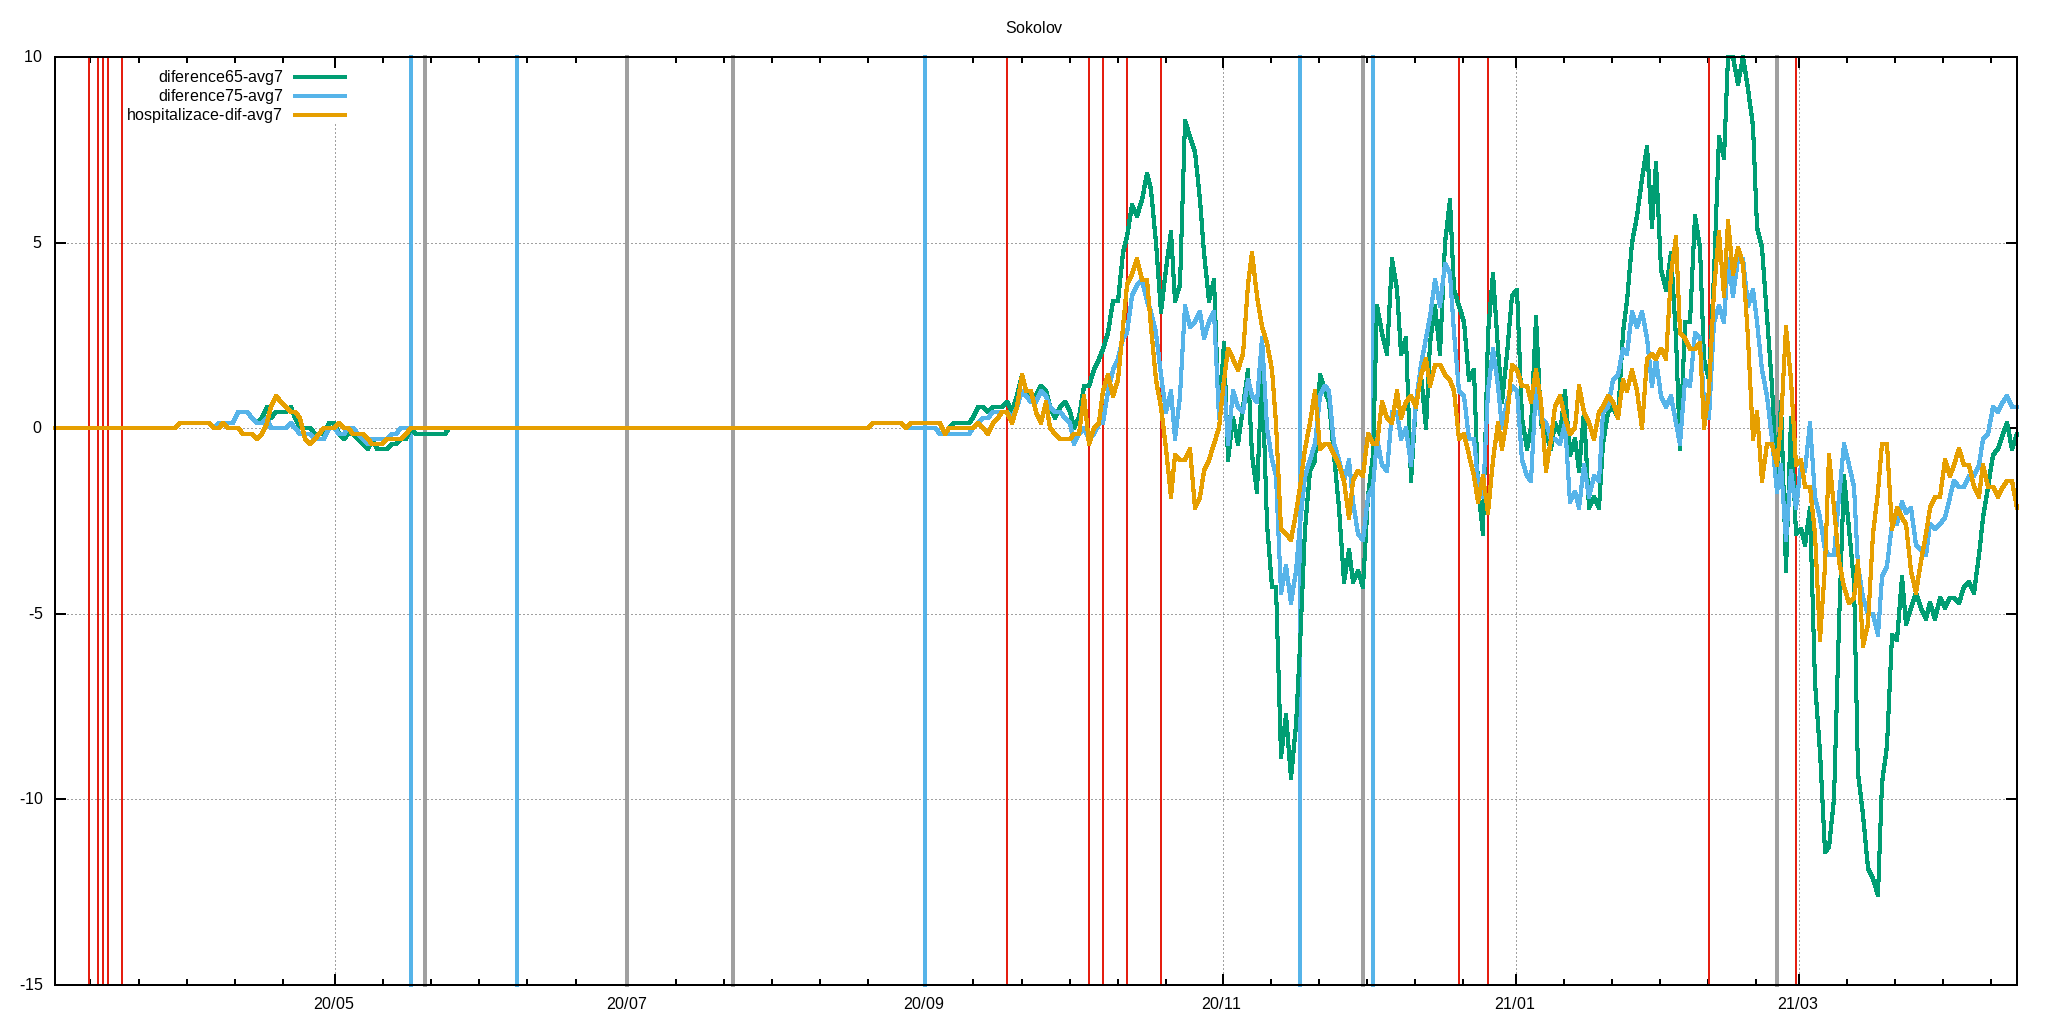 Sokolov
10
diference65-avg7
diference75-avg7
hospitalizace-dif-avg7
5
0
-5
-10
-15
20/05 20/07 20/09 20/11 21/01 21/03